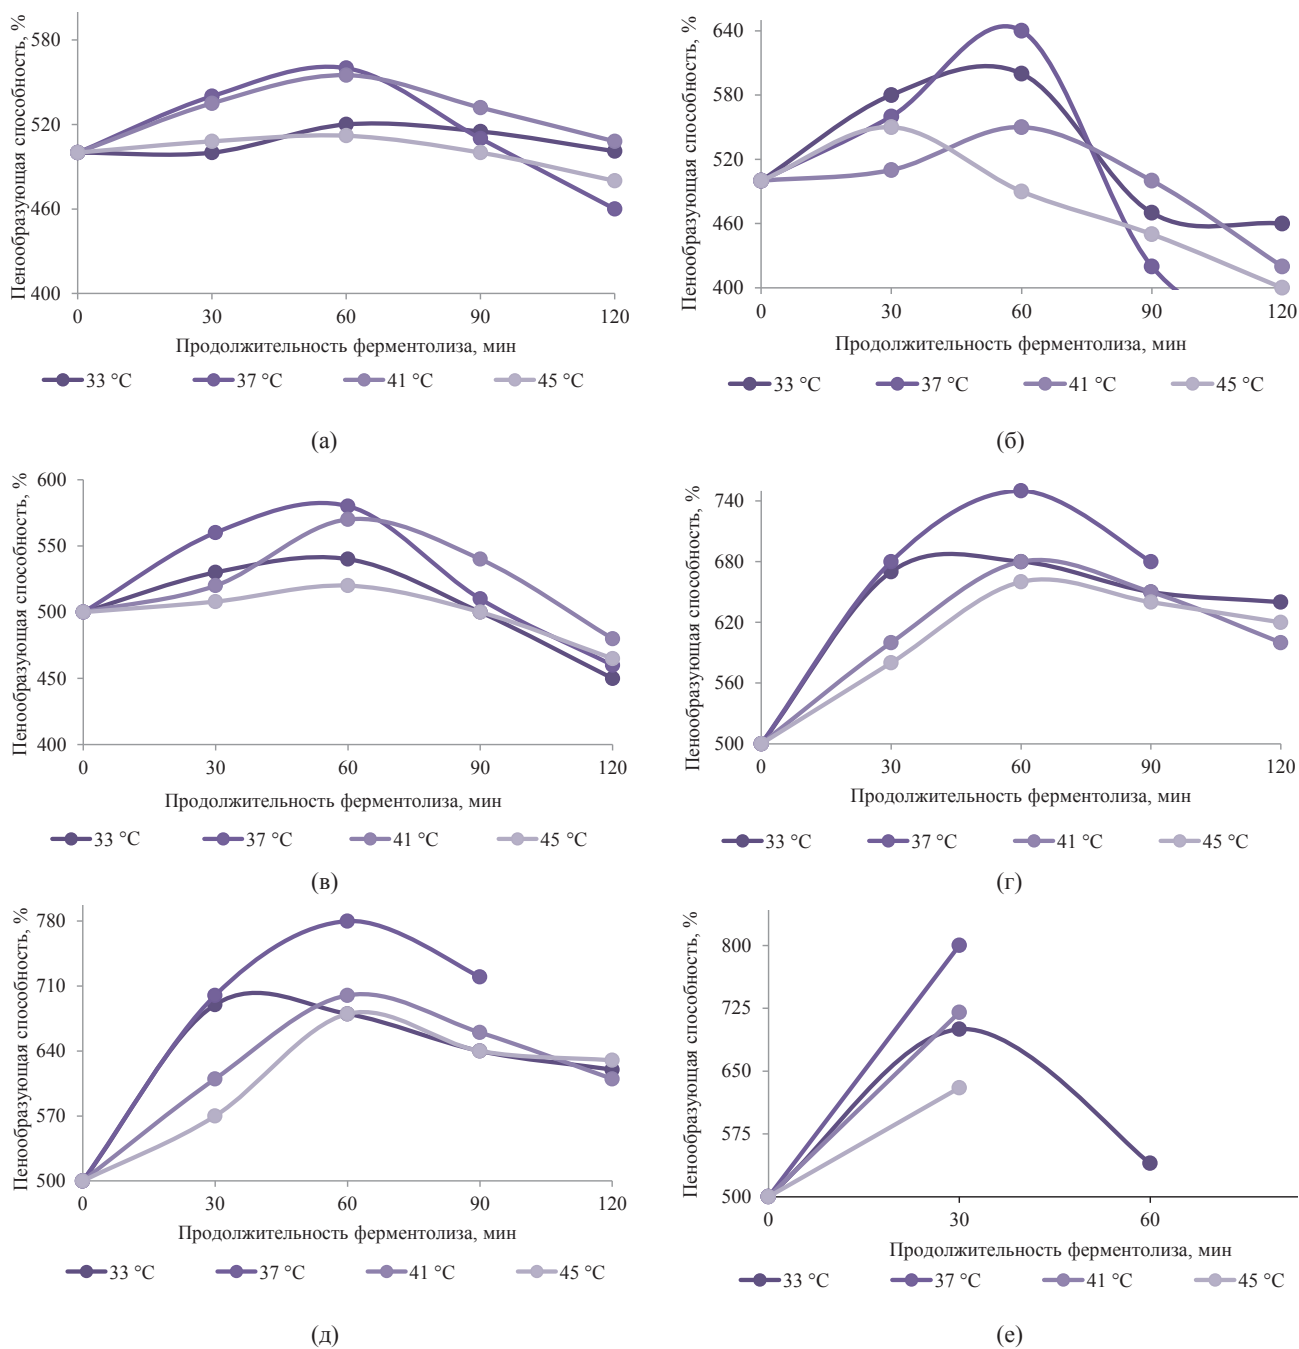 Пенообразующая способность, %
580
520
460
400
0 30 60 90 120
Продолжительность ферментолиза, мин
33 °C 37 °C 41 °C 45 °C
(а)
Пенообразующая способность, %
640
580
520
460
400
0 30 60 90 120
Продолжительность ферментолиза, мин
33 °C 37 °C 41 °C 45 °C
(б)
Пенообразующая способность, %
600
550
500
450
400
0 30 60 90 120
Продолжительность ферментолиза, мин
33 °C 37 °C 41 °C 45 °C
(в)
Пенообразующая способность, %
740
680
620
560
500
0 30 60 90 120
Продолжительность ферментолиза, мин
33 °C 37 °C 41 °C 45 °C
(г)
Пенообразующая способность, %
780
710
640
570
500
0 30 60 90 120
Продолжительность ферментолиза, мин
33 °C 37 °C 41 °C 45 °C
(д)
Пенообразующая способность, %
800
725
650
575
500
0 30 60
Продолжительность ферментолиза, мин
33 °C 37 °C 41 °C 45 °C
(е)